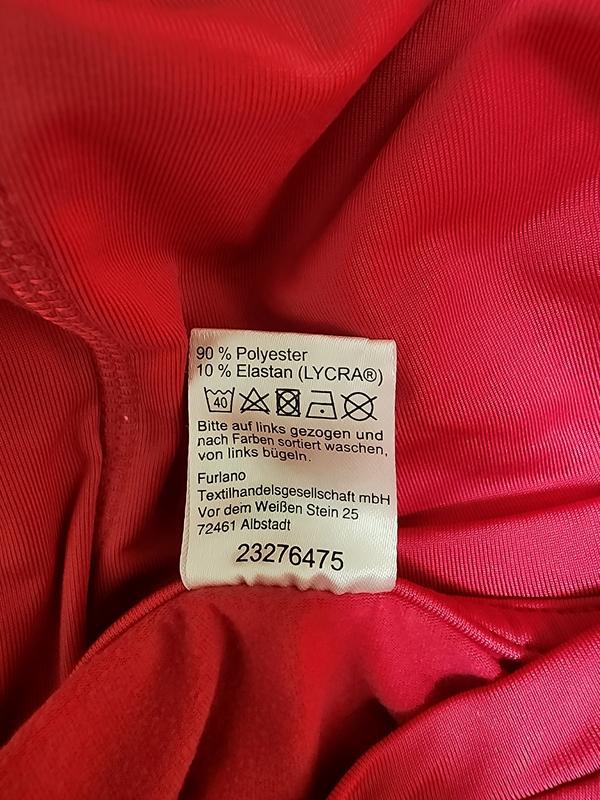 90 % Polyester
10 % Elastan (LYCRA®)
40
Bitte auf links gezogen und
nach Farben sortiert waschen,
von links bügeln.
Furlano
Textilhandelsgesellschaft mbH
Vor dem Weißen Stein 25
72461 Albstadt
23276475